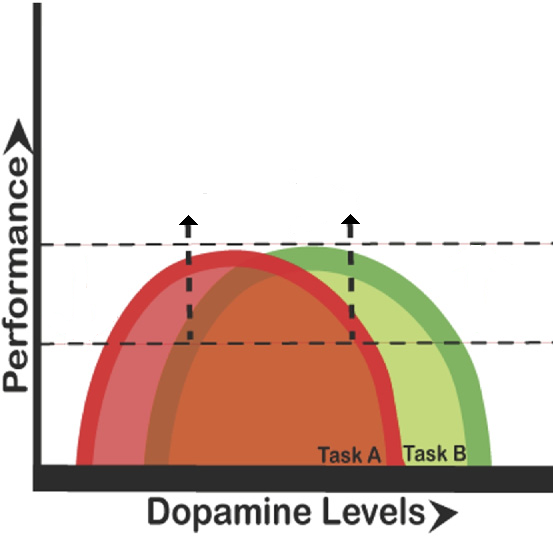 Performance
Task A
Task B
Dopamine Levels